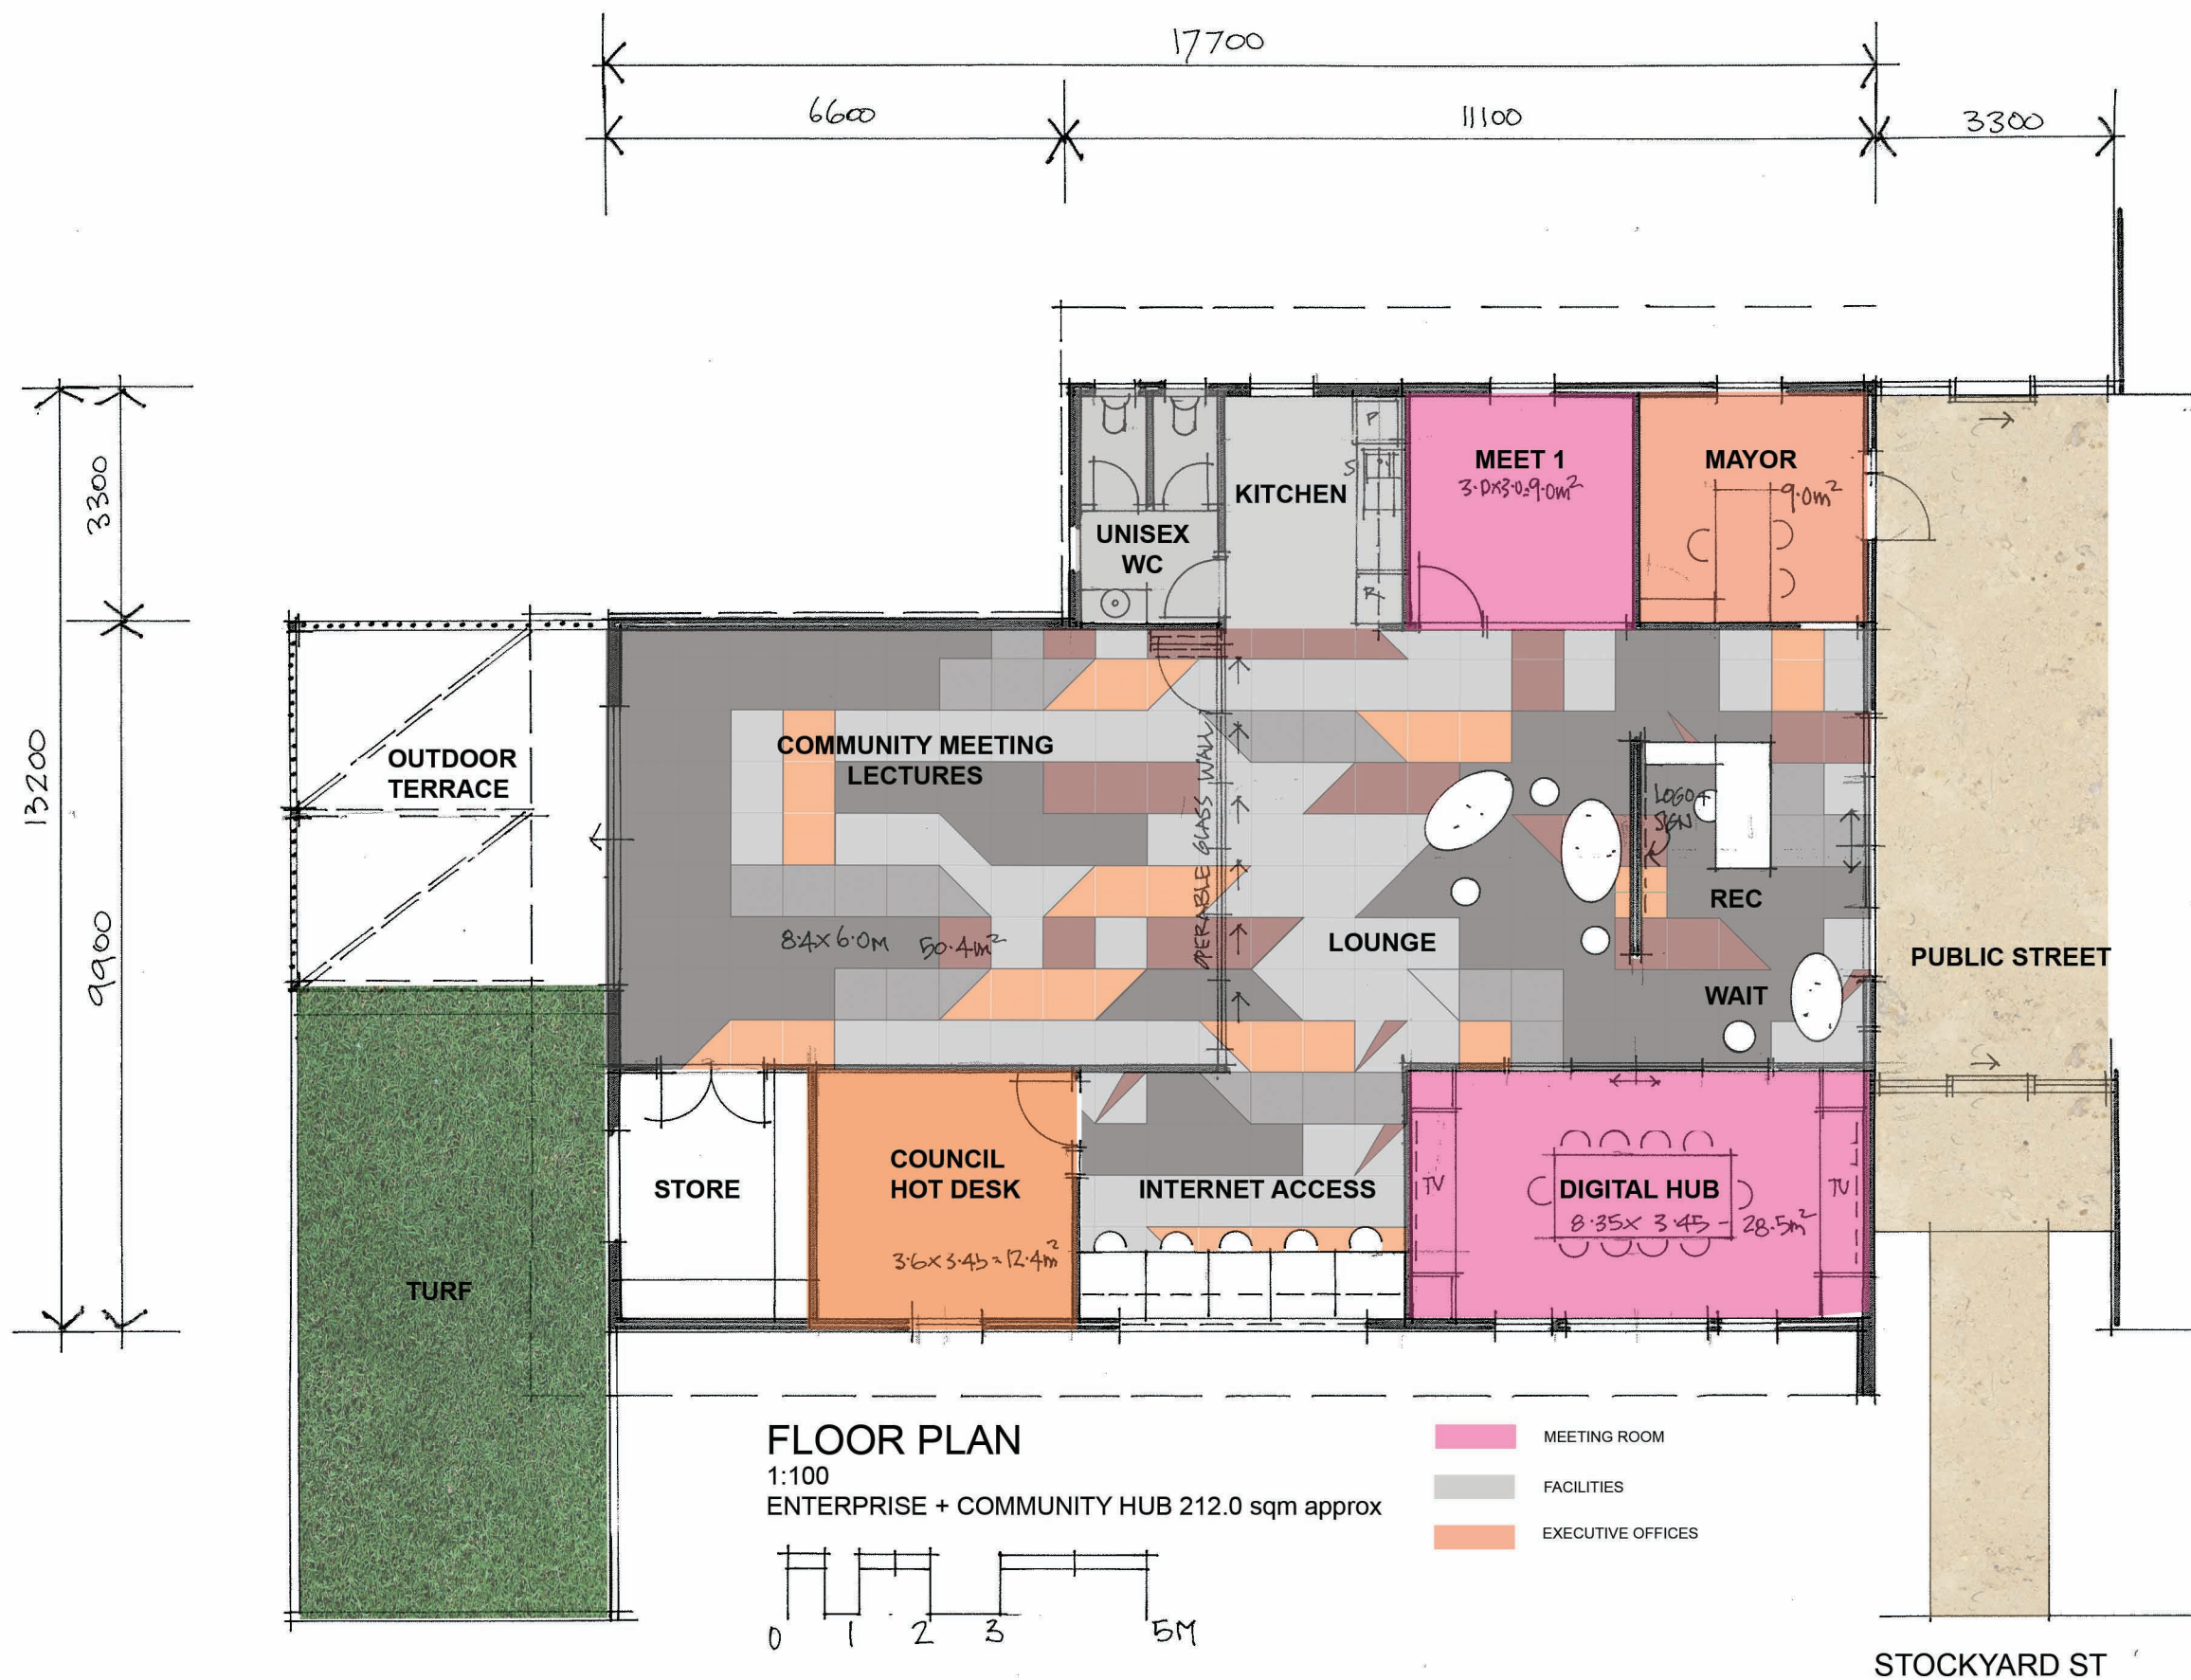 17700
6600
11100
3300
3300
13200
9900
P
S
R
MEET 1
3.0x3.0=9.0m²
MAYOR
9.0m²
KITCHEN
UNISEX
WC
OUTDOOR
TERRACE
COMMUNITY MEETING
LECTURES
8.4x6.0M 50.4m²
OPERABLE GLASS WALL
LOGO +
SIGN
REC
LOUNGE
WAIT
PUBLIC STREET
STORE
COUNCIL
HOT DESK
3.6x3.45=12.4m²
INTERNET ACCESS
TV
DIGITAL HUB
8.35x 3.45 - 28.5m²
TV
TURF
FLOOR PLAN
1:100
ENTERPRISE + COMMUNITY HUB 212.0 sqm approx
0 1 2 3 5M
MEETING ROOM
FACILITIES
EXECUTIVE OFFICES
STOCKYARD ST